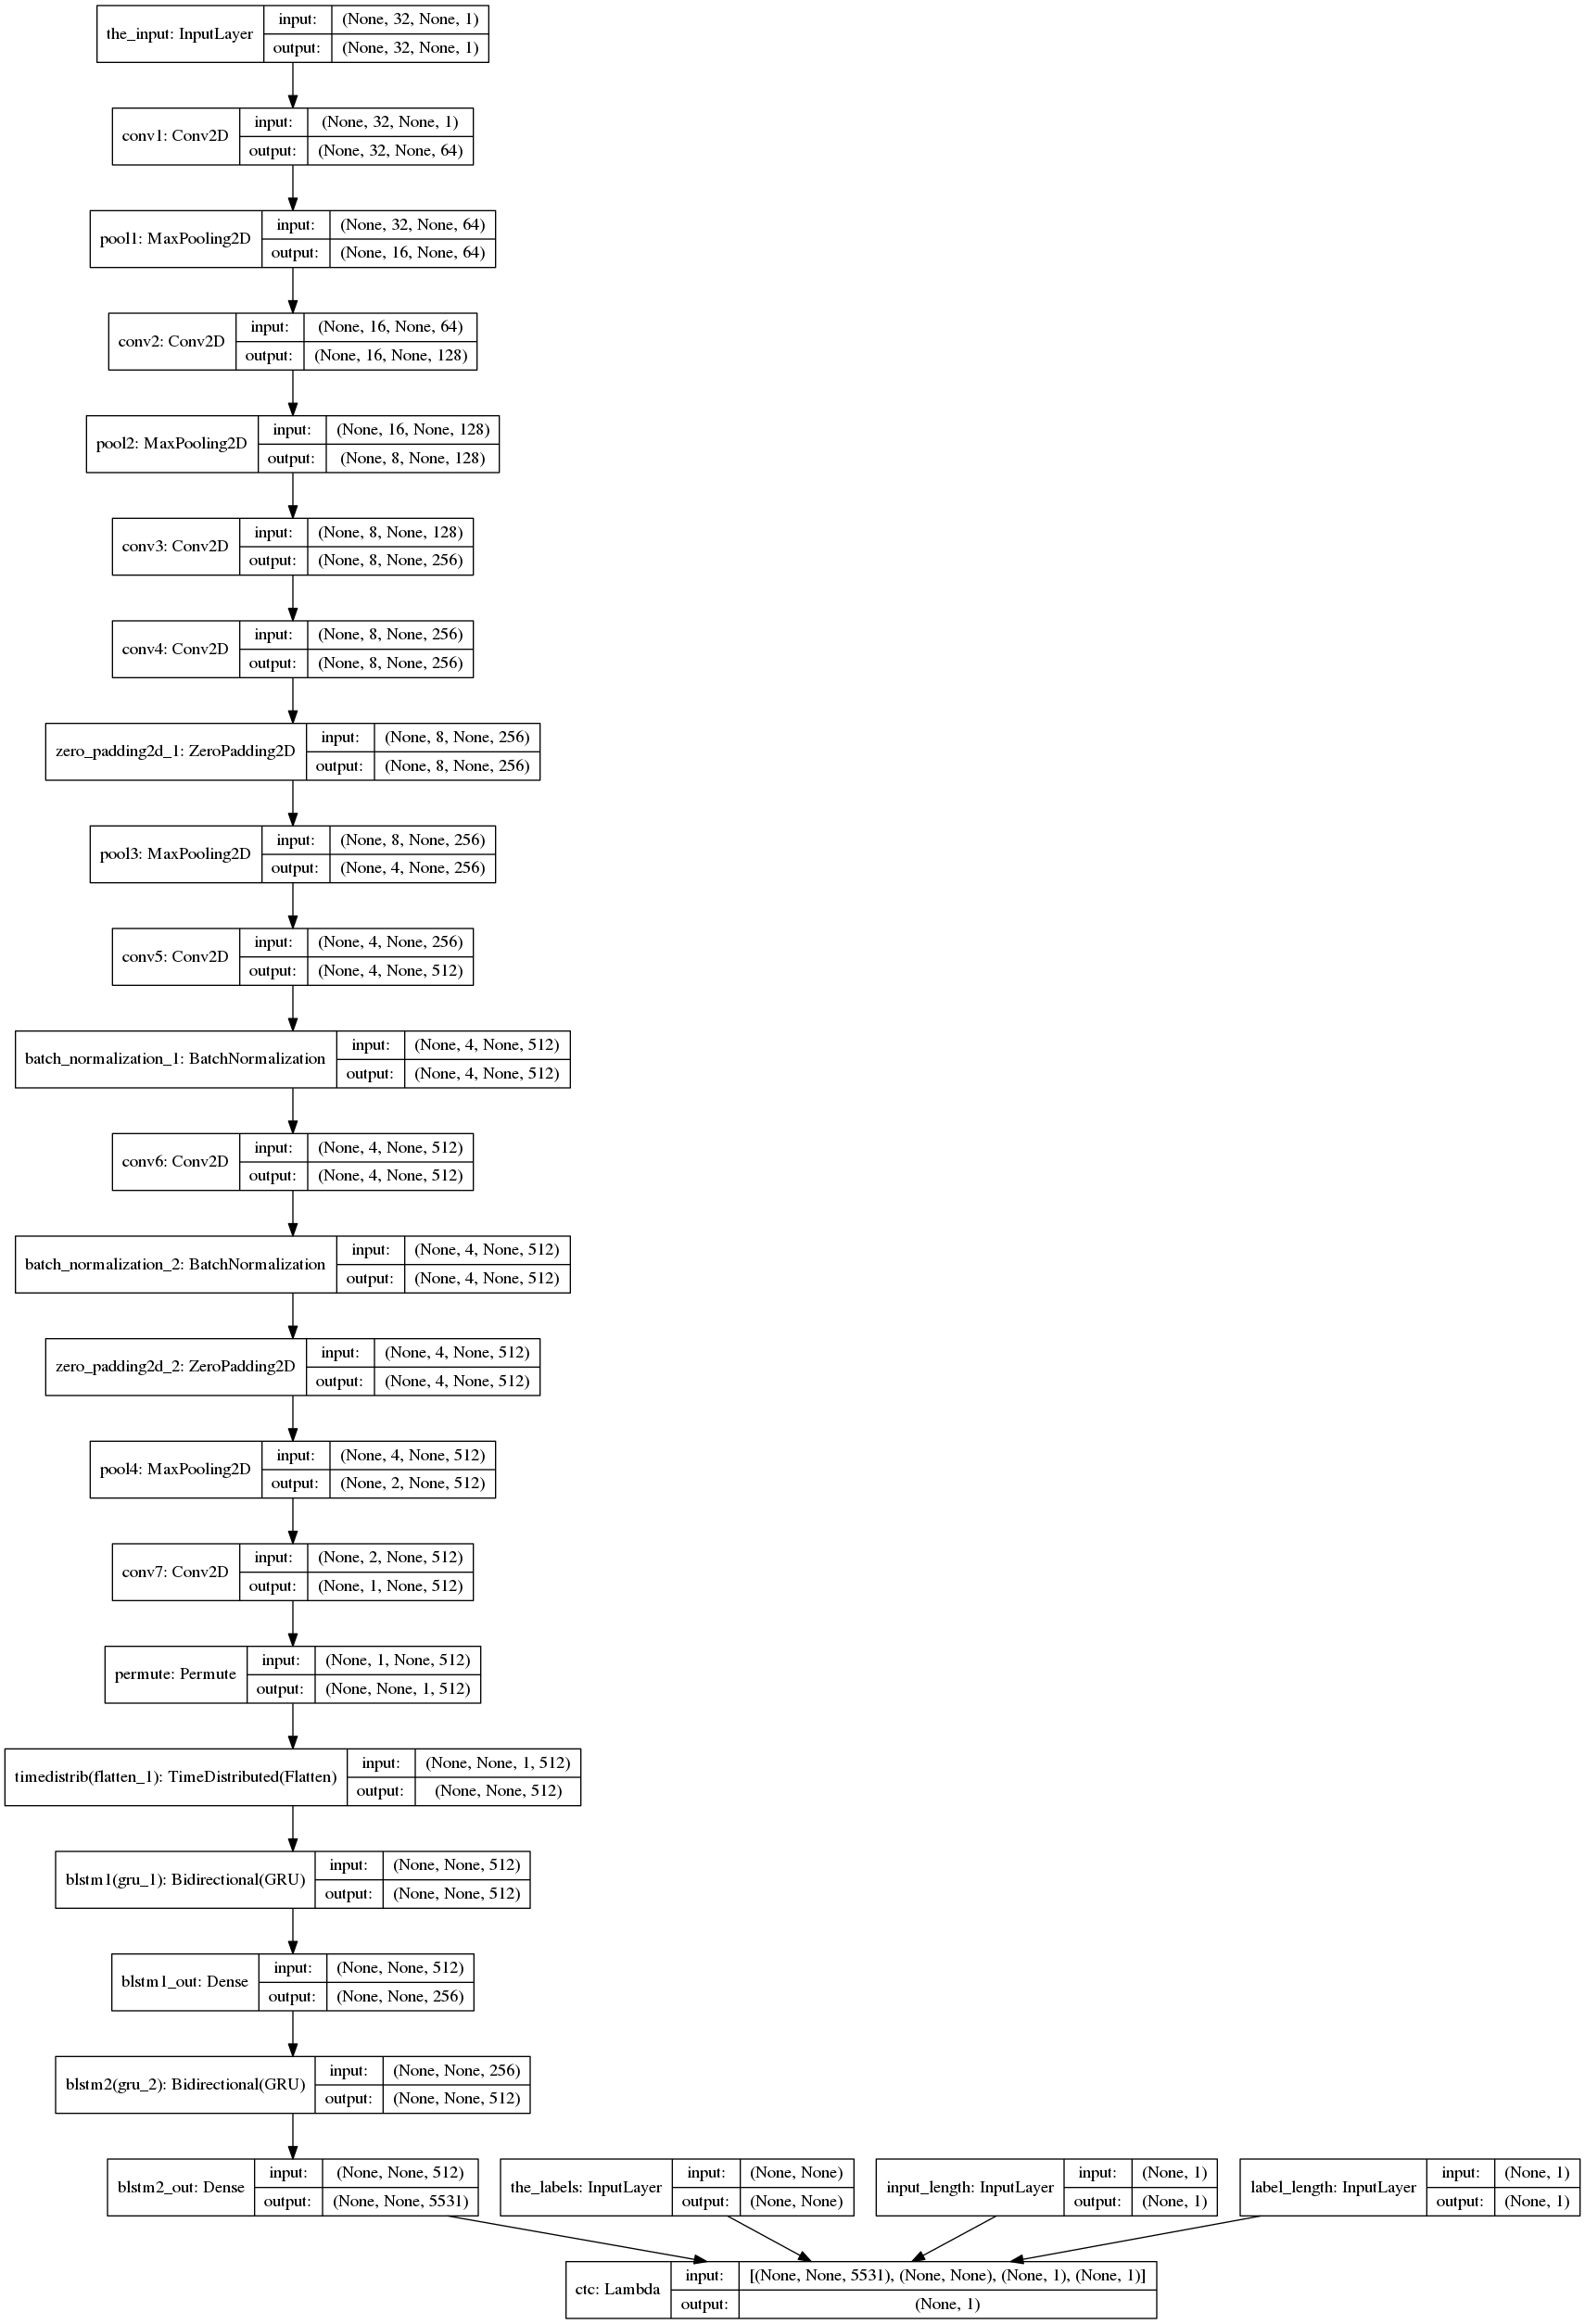 the_input: InputLayer
input: (None, 32, None, 1)
output: (None, 32, None, 1)
conv1: Conv2D
input: (None, 32, None, 1)
output: (None, 32, None, 64)
pool1: MaxPooling2D
input: (None, 32, None, 64)
output: (None, 16, None, 64)
conv2: Conv2D
input: (None, 16, None, 64)
output: (None, 16, None, 128)
pool2: MaxPooling2D
input: (None, 16, None, 128)
output: (None, 8, None, 128)
conv3: Conv2D
input: (None, 8, None, 128)
output: (None, 8, None, 256)
conv4: Conv2D
input: (None, 8, None, 256)
output: (None, 8, None, 256)
zero_padding2d_1: ZeroPadding2D
input: (None, 8, None, 256)
output: (None, 8, None, 256)
pool3: MaxPooling2D
input: (None, 8, None, 256)
output: (None, 4, None, 256)
conv5: Conv2D
input: (None, 4, None, 256)
output: (None, 4, None, 512)
batch_normalization_1: BatchNormalization
input: (None, 4, None, 512)
output: (None, 4, None, 512)
conv6: Conv2D
input: (None, 4, None, 512)
output: (None, 4, None, 512)
batch_normalization_2: BatchNormalization
input: (None, 4, None, 512)
output: (None, 4, None, 512)
zero_padding2d_2: ZeroPadding2D
input: (None, 4, None, 512)
output: (None, 4, None, 512)
pool4: MaxPooling2D
input: (None, 4, None, 512)
output: (None, 2, None, 512)
conv7: Conv2D
input: (None, 2, None, 512)
output: (None, 1, None, 512)
permute: Permute
input: (None, 1, None, 512)
output: (None, None, 1, 512)
timedistrib(flatten_1): TimeDistributed(Flatten)
input: (None, None, 1, 512)
output: (None, None, 512)
blstm1(gru_1): Bidirectional(GRU)
input: (None, None, 512)
output: (None, None, 512)
blstm1_out: Dense
input: (None, None, 512)
output: (None, None, 256)
blstm2(gru_2): Bidirectional(GRU)
input: (None, None, 256)
output: (None, None, 512)
blstm2_out: Dense
input: (None, None, 512)
output: (None, None, 5531)
the_labels: InputLayer
input: (None, None)
output: (None, None)
input_length: InputLayer
input: (None, 1)
output: (None, 1)
label_length: InputLayer
input: (None, 1)
output: (None, 1)
ctc: Lambda
input: [(None, None, 5531), (None, None), (None, 1), (None, 1)]
output: (None, 1)